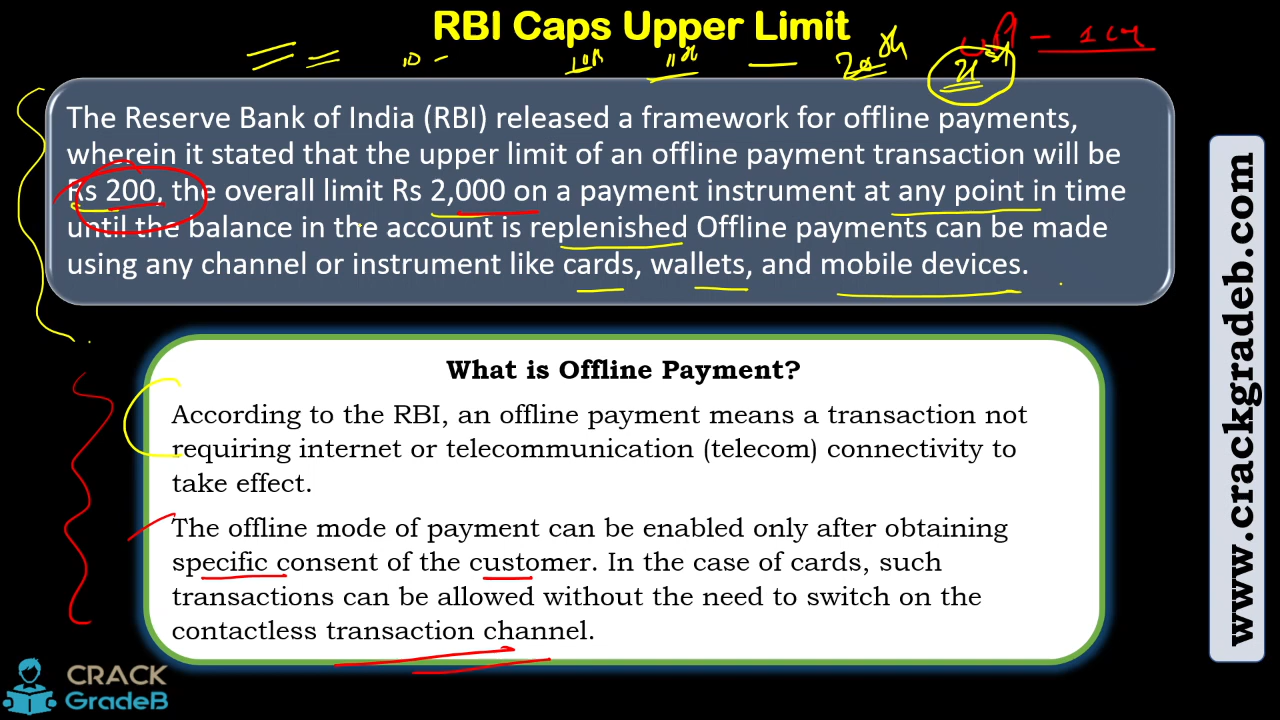 RBI Caps Upper Limit
The Reserve Bank of India (RBI) released a framework for offline payments,
wherein it stated that the upper limit of an offline payment transaction will be
Rs 200, the overall limit Rs 2,000 on a payment instrument at any point in time
until the balance in the account is replenished Offline payments can be made
using any channel or instrument like cards, wallets, and mobile devices.
What is Offline Payment?
According to the RBI, an offline payment means a transaction not
requiring internet or telecommunication (telecom) connectivity to
take effect.
The offline mode of payment can be enabled only after obtaining
specific consent of the customer. In the case of cards, such
transactions can be allowed without the need to switch on the
contactless transaction channel.
www.crackgradeb.com
CRACK
GradeB